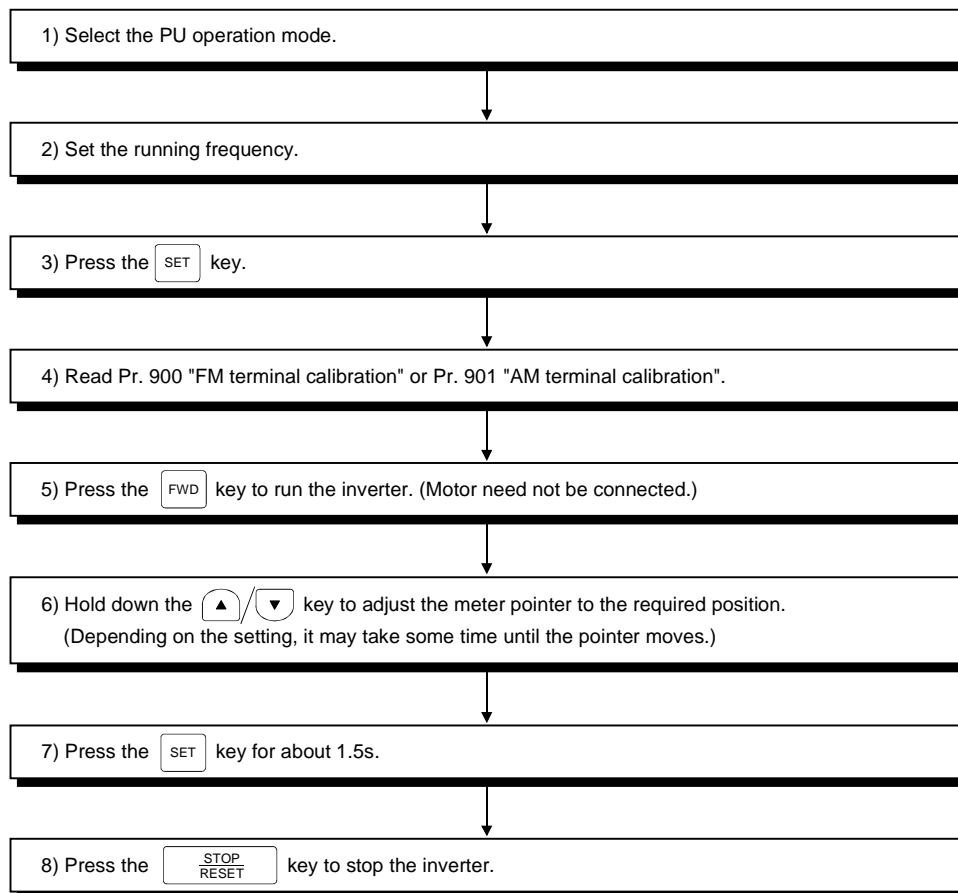 1) Select the PU operation mode.
2) Set the running frequency.
3) Press the SET key.
4) Read Pr. 900 "FM terminal calibration" or Pr. 901 "AM terminal calibration".
5) Press the FWD key to run the inverter. (Motor need not be connected.)
6) Hold down the ▲/▼ key to adjust the meter pointer to the required position.
(Depending on the setting, it may take some time until the pointer moves.)
7) Press the SET key for about 1.5s.
8) Press the STOP/RESET key to stop the inverter.